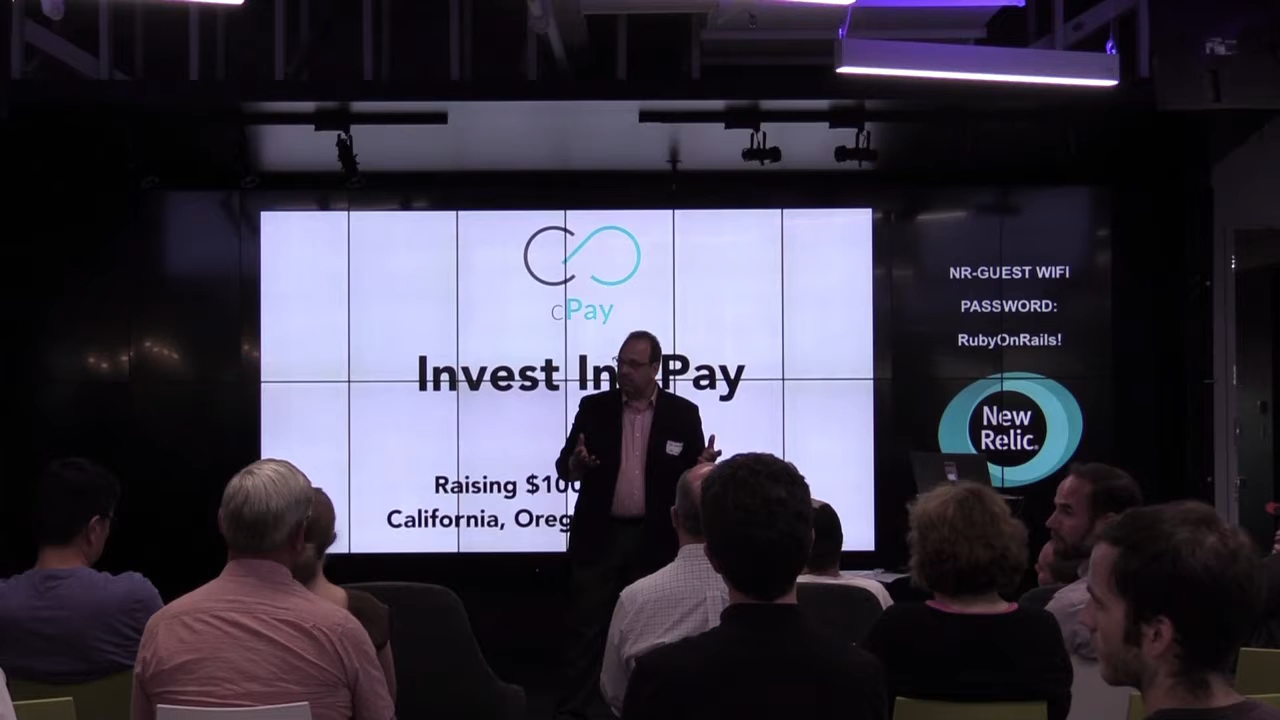 cPay
Invest In Pay
Raising $100
California, Oreg
NR-GUEST WIFI
PASSWORD:
RubyOnRails!
New
Relic